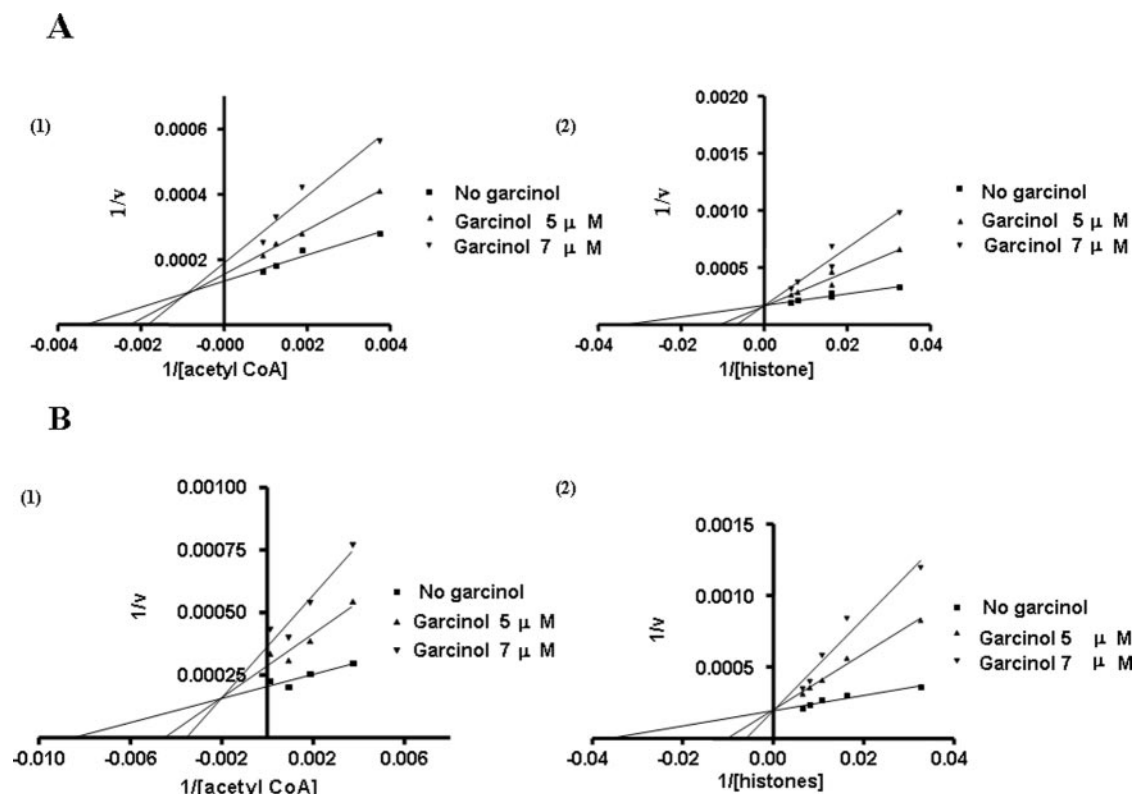 A
(1)
0.0006
0.0004
0.0002
1/v
-0.004 -0.002 -0.000 0.002 0.004
1/[acetyl CoA]
No garcinol
Garcinol 5 μ M
Garcinol 7 μ M
(2)
0.0020
0.0015
0.0010
0.0005
1/v
-0.04 -0.02 0.00 0.02 0.04
1/[histone]
No garcinol
Garcinol 5 μ M
Garcinol 7 μ M
B
(1)
0.00100
0.00075
0.00050
0.00025
1/v
-0.010 -0.006 -0.002 0.002 0.006
1/[acetyl CoA]
No garcinol
Garcinol 5 μ M
Garcinol 7 μ M
(2)
0.0015
0.0010
0.0005
1/v
-0.04 -0.02 0.00 0.02 0.04
1/[histones]
No garcinol
Garcinol 5 μ M
Garcinol 7 μ M